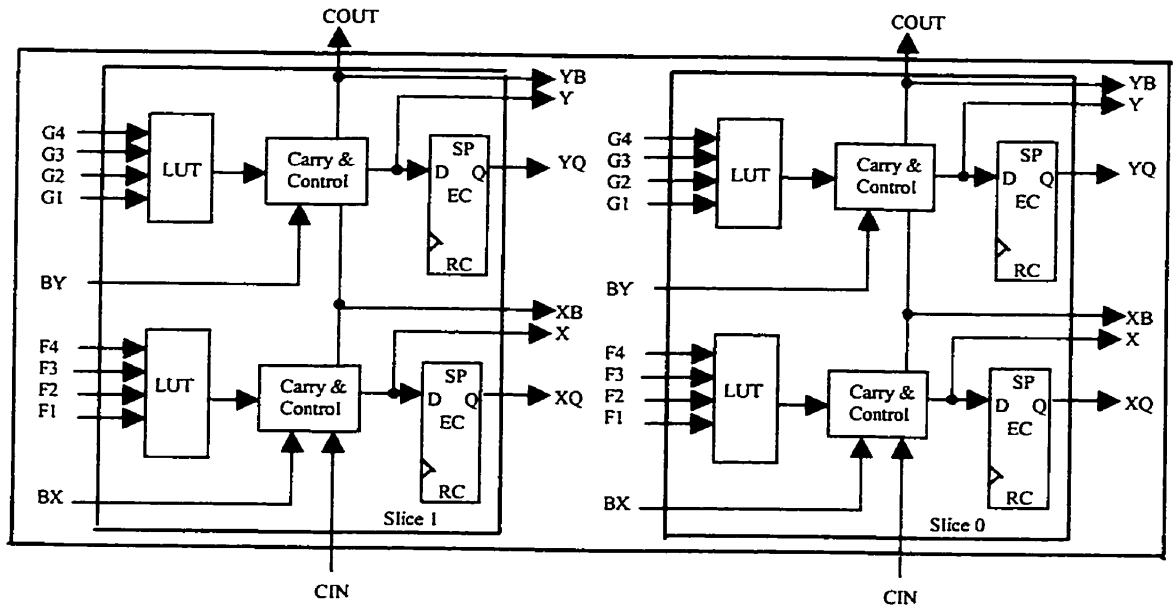 COUT
YB
Y
G4
G3
G2
G1
LUT
Carry &
Control
SP
D Q
EC
RC
YQ
BY
XB
X
F4
F3
F2
F1
LUT
Carry &
Control
SP
D Q
EC
RC
XQ
BX
Slice 1
CIN
COUT
YB
Y
G4
G3
G2
G1
LUT
Carry &
Control
SP
D Q
EC
RC
YQ
BY
XB
X
F4
F3
F2
F1
LUT
Carry &
Control
SP
D Q
EC
RC
XQ
BX
Slice 0
CIN